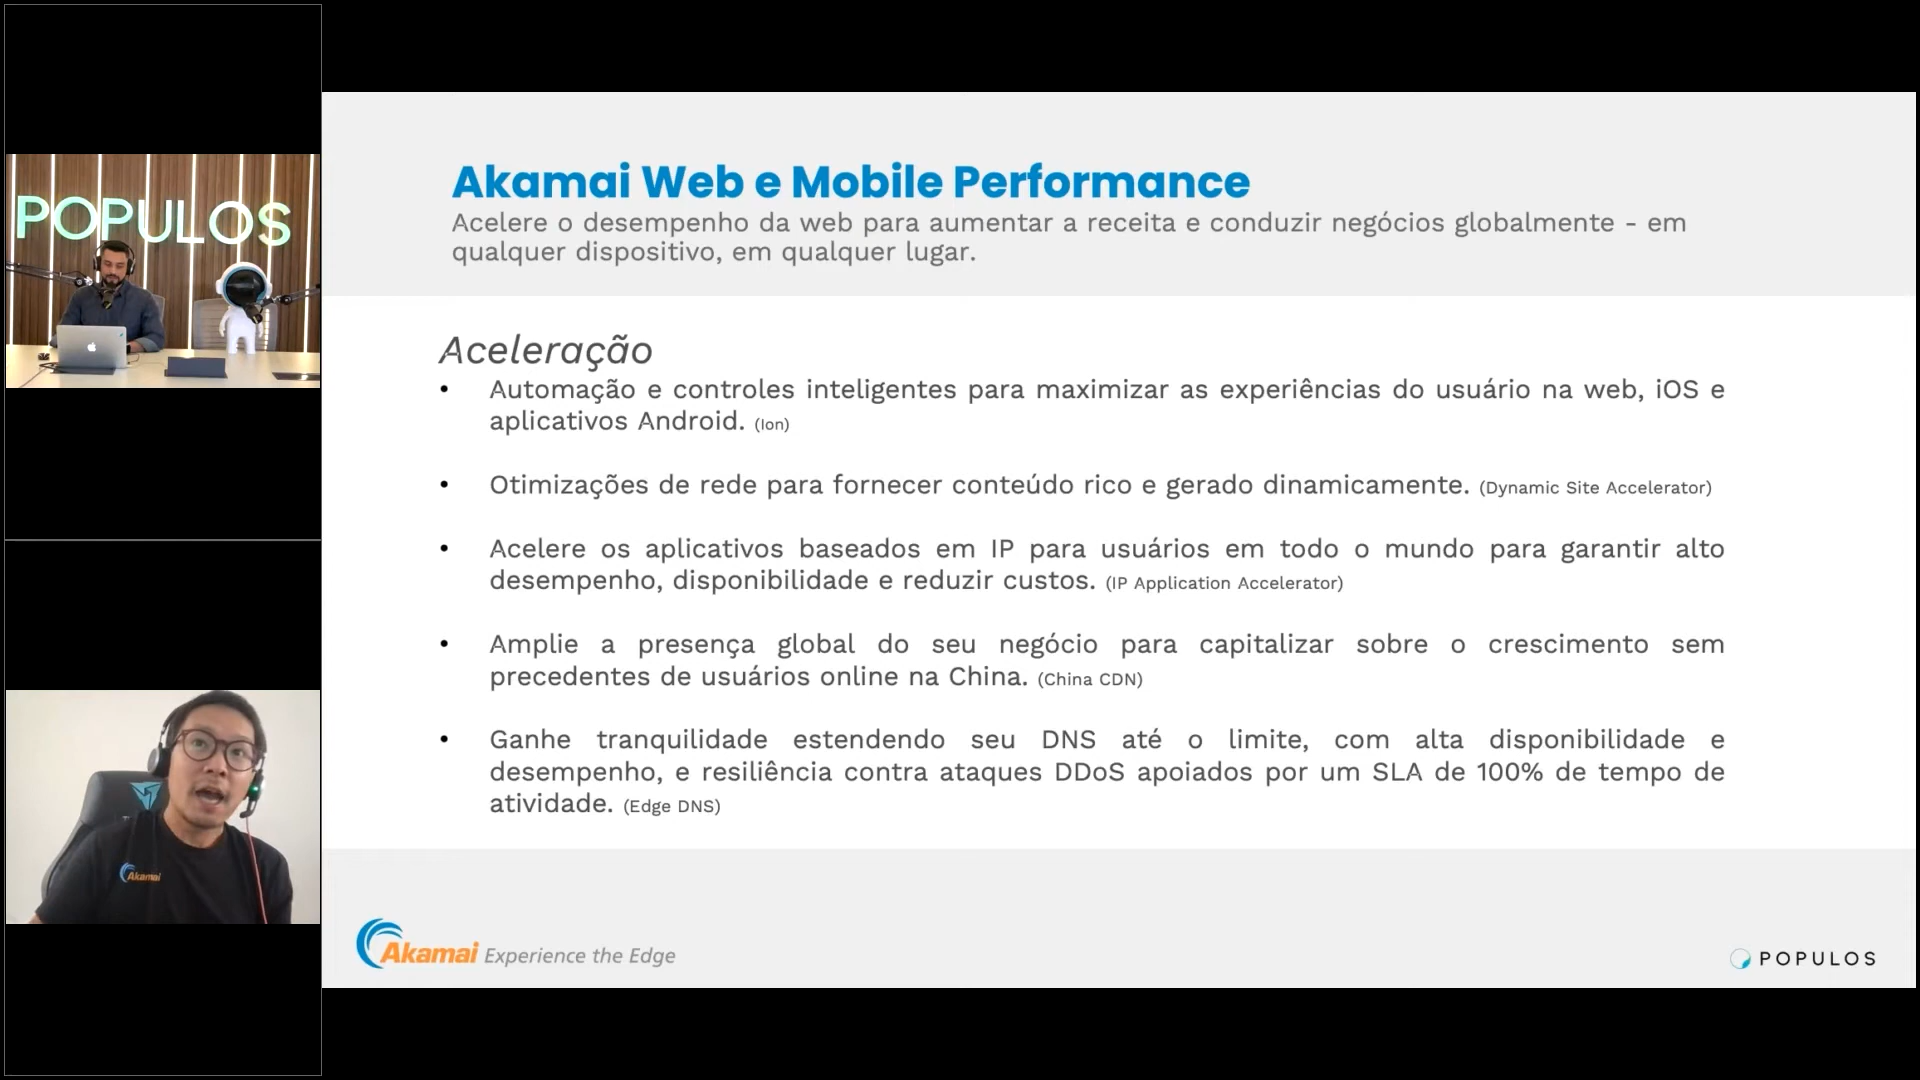 POPULOS
Akamai
Akamai Web e Mobile Performance
Acelere o desempenho da web para aumentar a receita e conduzir negócios globalmente - em
qualquer dispositivo, em qualquer lugar.
Aceleração
• Automação e controles inteligentes para maximizar as experiências do usuário na web, iOS e
aplicativos Android. (Ion)
• Otimizações de rede para fornecer conteúdo rico e gerado dinamicamente. (Dynamic Site Accelerator)
• Acelere os aplicativos baseados em IP para usuários em todo o mundo para garantir alto
desempenho, disponibilidade e reduzir custos. (IP Application Accelerator)
• Amplie a presença global do seu negócio para capitalizar sobre o crescimento sem
precedentes de usuários online na China. (China CDN)
• Ganhe tranquilidade estendendo seu DNS até o limite, com alta disponibilidade e
desempenho, e resiliência contra ataques DDoS apoiados por um SLA de 100% de tempo de
atividade. (Edge DNS)
Akamai Experience the Edge
POPULOS